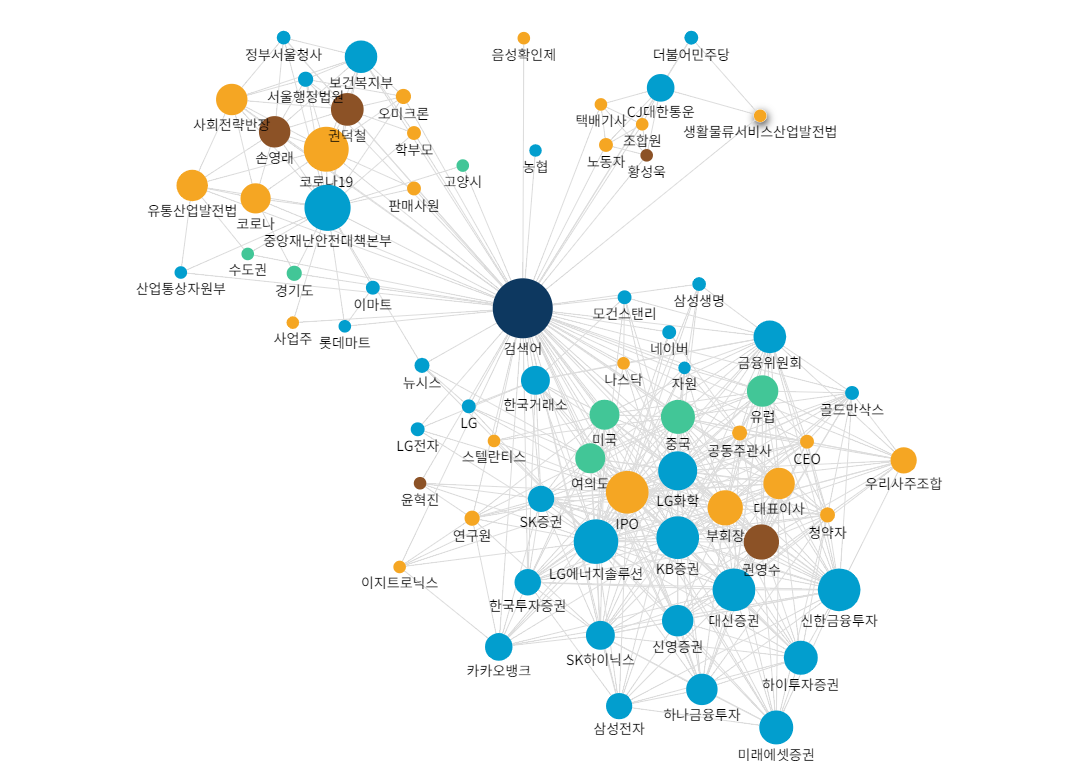 정부서울청사
음성확인제
더불어민주당
보건복지부
서울행정법원
오미크론
CJ대한통운
택배기사
사회전략반장
생활물류서비스산업발전법
권덕철
조합원
손영래
학부모
노동자
농협
황성욱
코로나19
고양시
판매사원
유통산업발전법
코로나
중앙재난안전대책본부
수도권
산업통상자원부
경기도
이마트
삼성생명
모건스탠리
사업주
롯데마트
검색어
네이버
금융위원회
뉴시스
나스닥
자원
한국거래소
골드만삭스
유럽
LG
미국
중국
LG전자
공동주관사
스텔란티스
CEO
여의도
우리사주조합
윤혁진
LG화학
대표이사
SK증권
IPO
연구원
부회장
청약자
LG에너지솔루션
KB증권
권영수
이지트로닉스
한국투자증권
대신증권
신한금융투자
신영증권
SK하이닉스
카카오뱅크
하이투자증권
하나금융투자
삼성전자
미래에셋증권